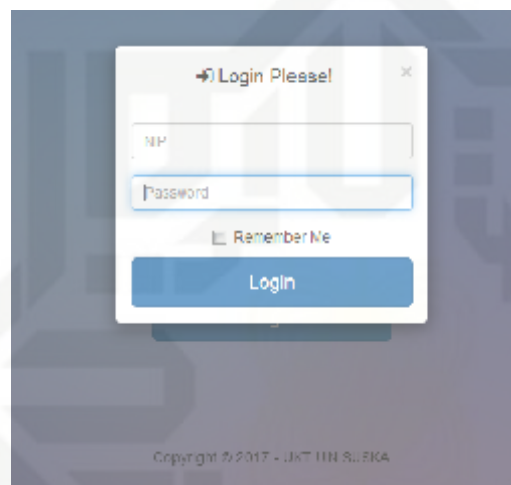 Login Please!
×
NIP
Password
Remember Me
Login
Copyright © 2017 - UKT UIN SUSKA